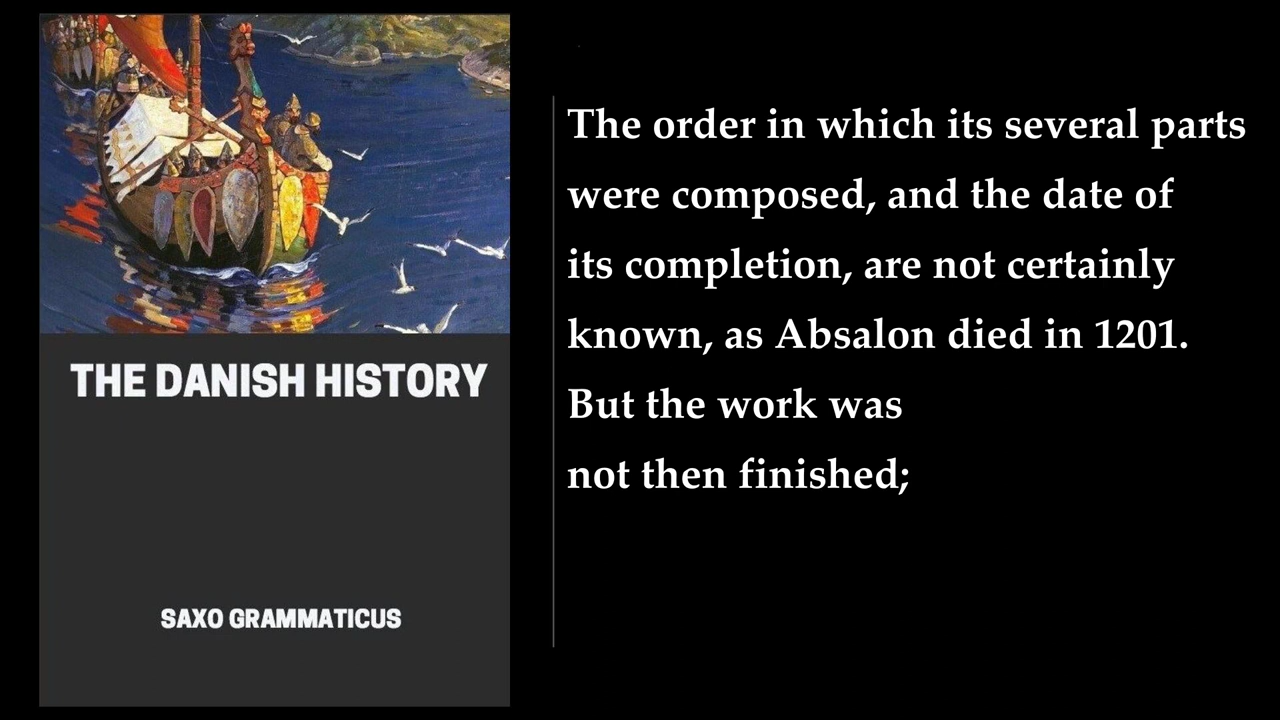 THE DANISH HISTORY
SAXO GRAMMATICUS
The order in which its several parts
were composed, and the date of
its completion, are not certainly
known, as Absalon died in 1201.
But the work was
not then finished;